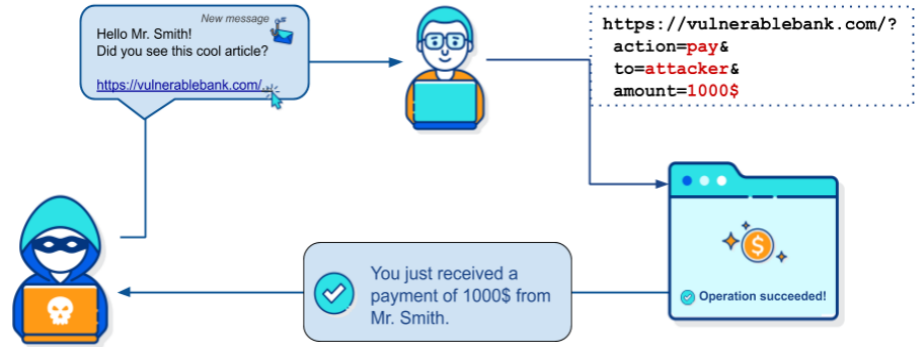 New message
Hello Mr. Smith!
Did you see this cool article?
https://vulnerablebank.com/...
https://vulnerablebank.com/?
action=pay&
to=attacker&
amount=1000$
$
Operation succeeded!
You just received a
payment of 1000$ from
Mr. Smith.